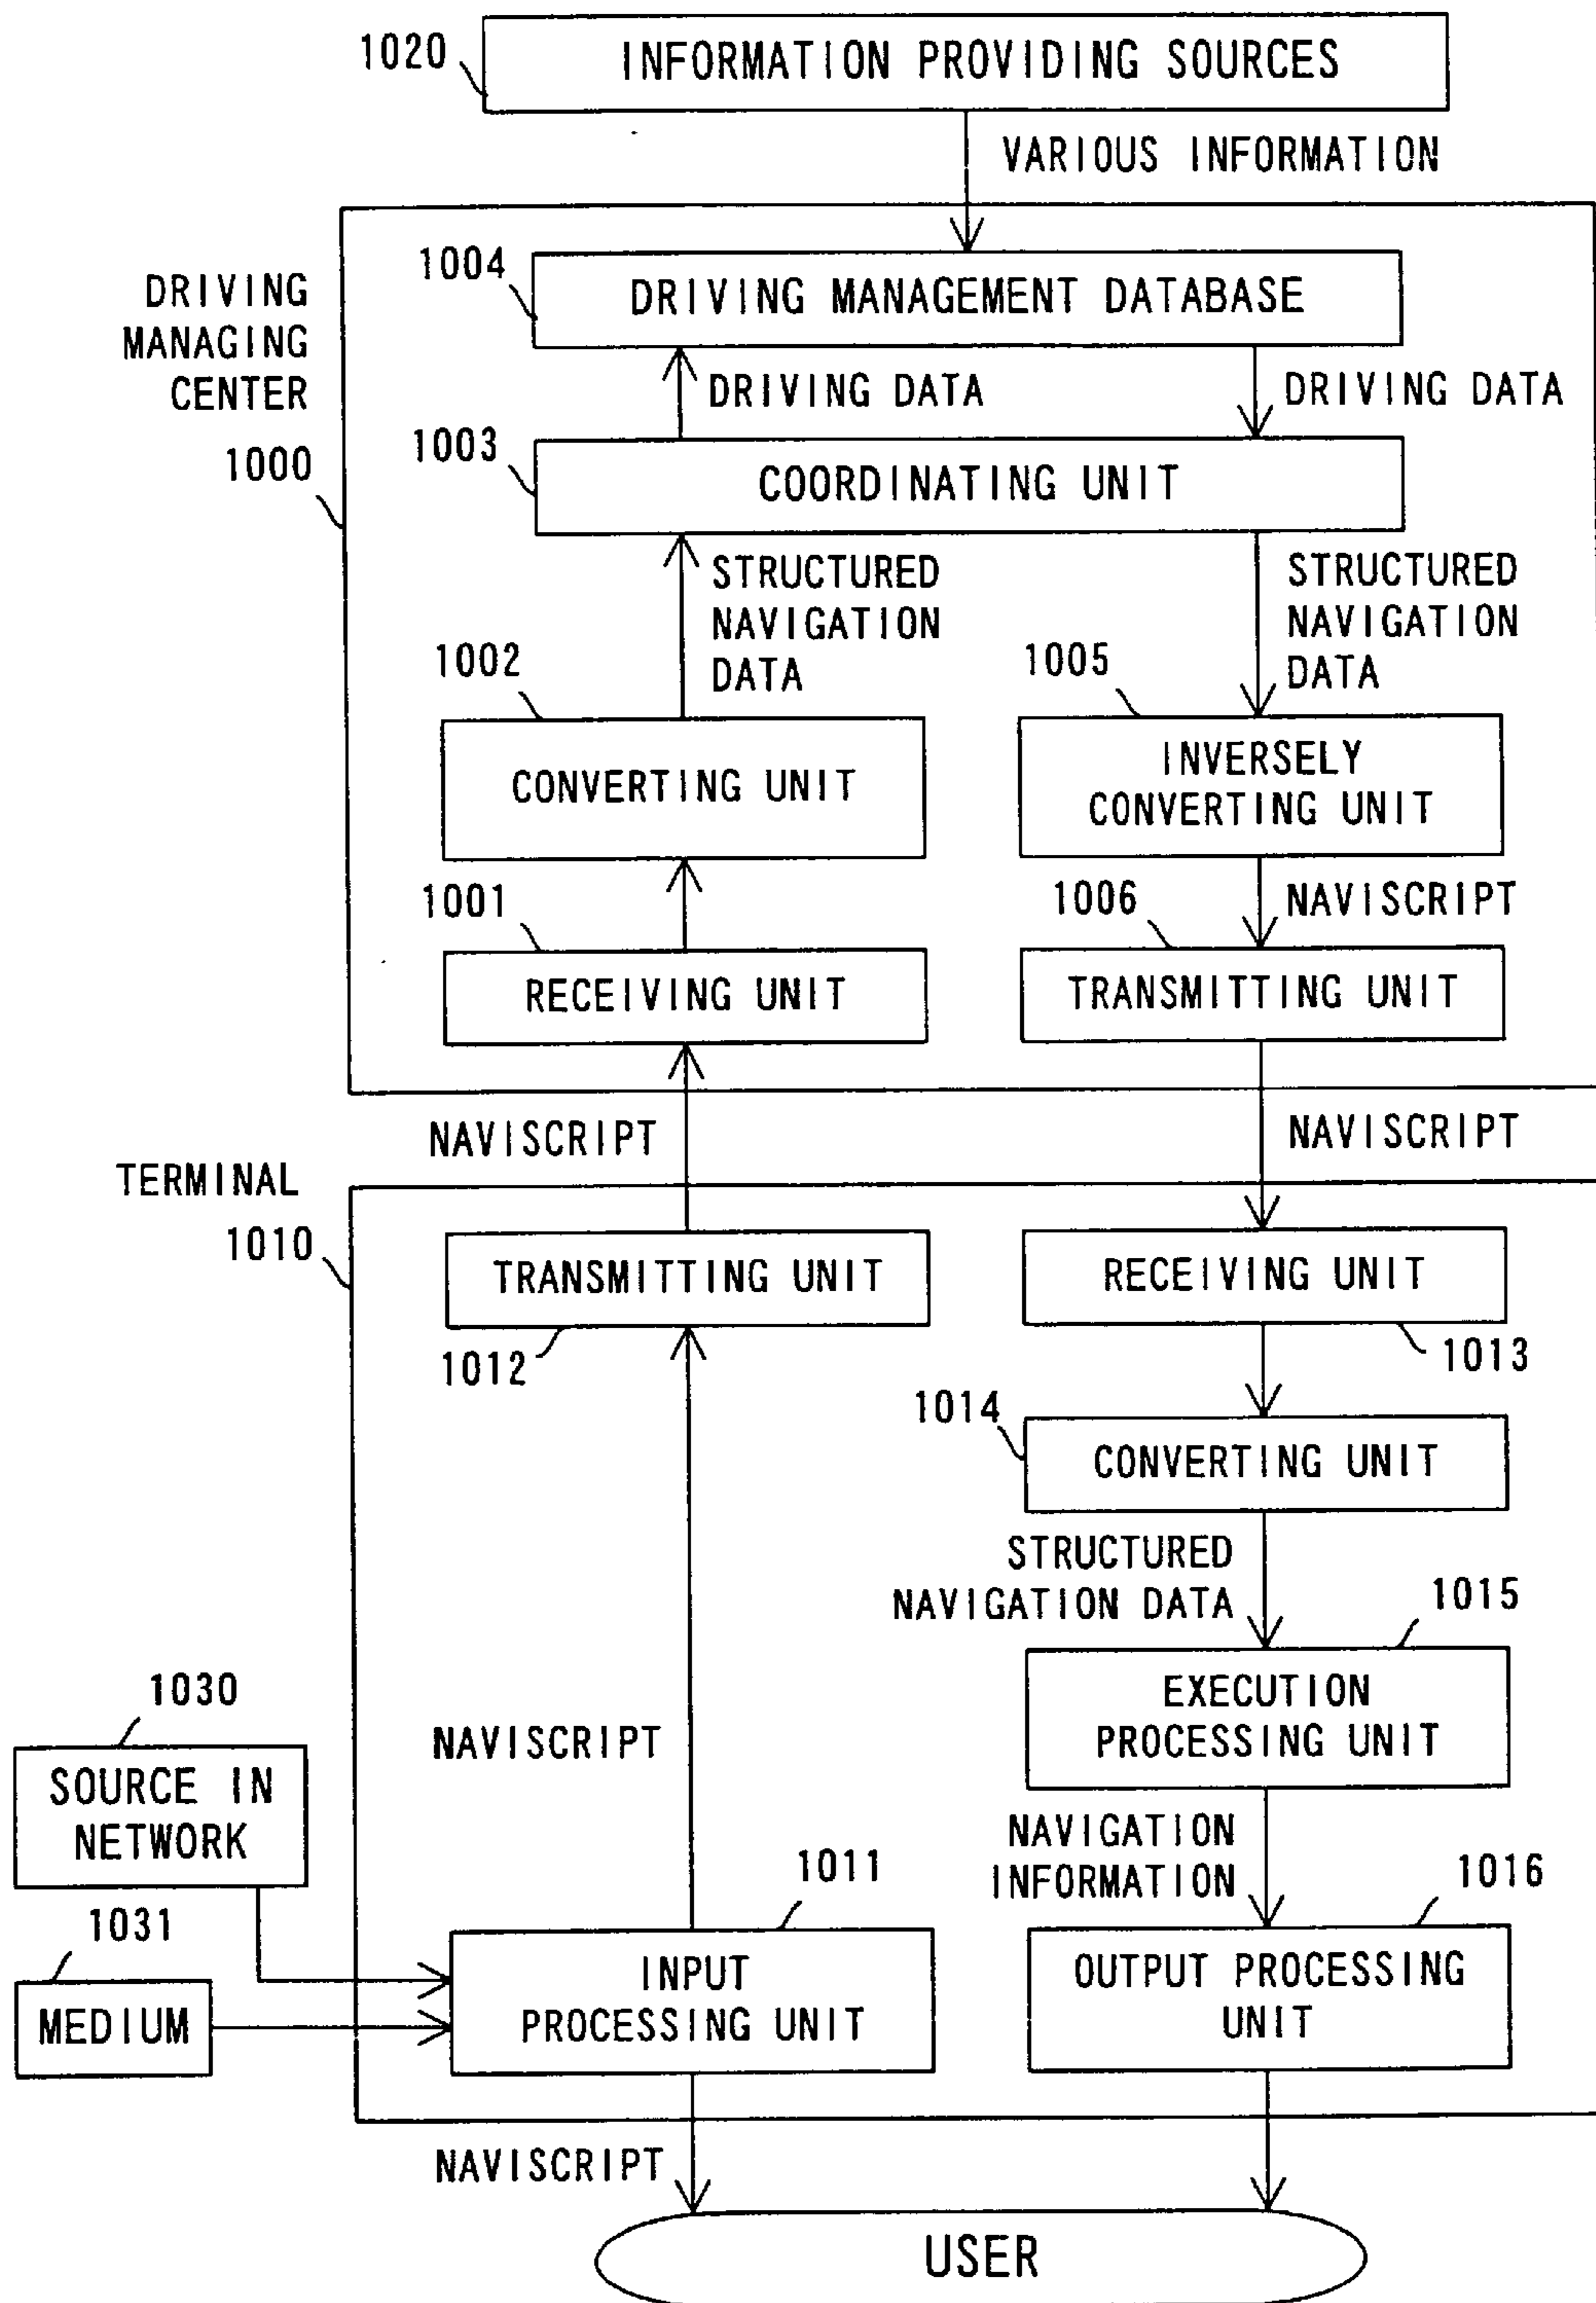 1020
INFORMATION PROVIDING SOURCES
VARIOUS INFORMATION
DRIVING
MANAGING
CENTER
1000
1004
DRIVING MANAGEMENT DATABASE
DRIVING DATA
DRIVING DATA
1003
COORDINATING UNIT
STRUCTURED
NAVIGATION
DATA
STRUCTURED
NAVIGATION
DATA
1002
CONVERTING UNIT
1005
INVERSELY
CONVERTING UNIT
1001
RECEIVING UNIT
NAVISCRIPT
1006
TRANSMITTING UNIT
NAVISCRIPT
NAVISCRIPT
TERMINAL
1010
TRANSMITTING UNIT
1012
RECEIVING UNIT
1013
1014
CONVERTING UNIT
STRUCTURED
NAVIGATION DATA
1015
EXECUTION
PROCESSING UNIT
NAVISCRIPT
1030
SOURCE IN
NETWORK
1031
MEDIUM
1011
INPUT
PROCESSING UNIT
NAVIGATION
INFORMATION
1016
OUTPUT PROCESSING
UNIT
NAVISCRIPT
USER